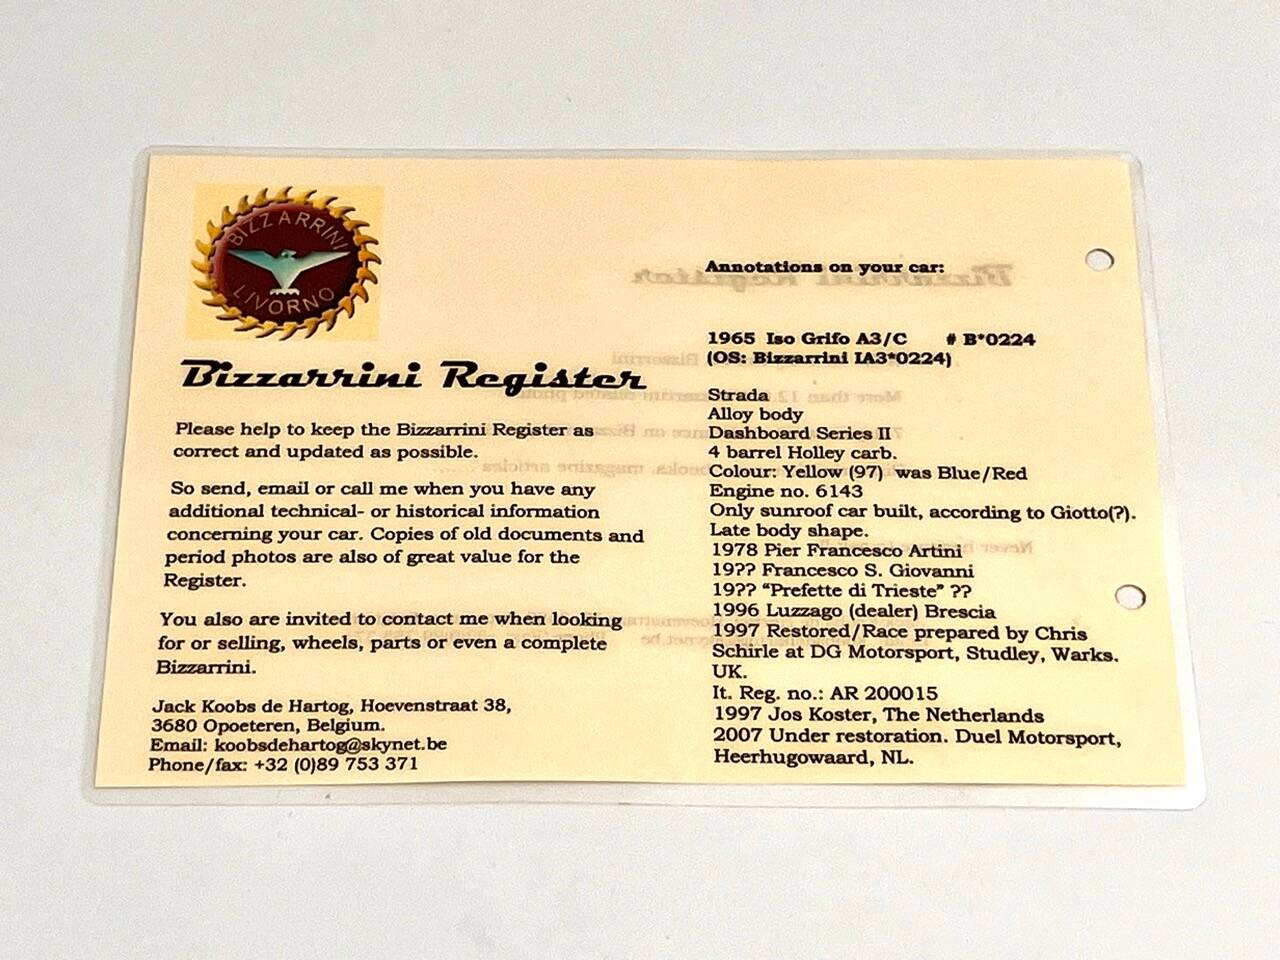 BIZZARRINI
LIVORNO
Bizzarrini Register
Please help to keep the Bizzarrini Register as
correct and updated as possible.
So send, email or call me when you have any
additional technical- or historical information
concerning your car. Copies of old documents and
period photos are also of great value for the
Register.
You also are invited to contact me when looking
for or selling, wheels, parts or even a complete
Bizzarrini.
Jack Koobs de Hartog, Hoevenstraat 38,
3680 Opoeteren, Belgium.
Email: koobsdehartog@skynet.be
Phone/fax: +32 (0)89 753 371
Annotations on your car:
1965 Iso Grifo A3/C # B*0224
(OS: Bizzarrini IA3*0224)
Strada
Alloy body
Dashboard Series II
4 barrel Holley carb.
Colour: Yellow (97) was Blue/Red
Engine no. 6143
Only sunroof car built, according to Giotto(?).
Late body shape.
1978 Pier Francesco Artini
19?? Francesco S. Giovanni
19?? “Prefette di Trieste” ??
1996 Luzzago (dealer) Brescia
1997 Restored/Race prepared by Chris
Schirle at DG Motorsport, Studley, Warks.
UK.
It. Reg. no.: AR 200015
1997 Jos Koster, The Netherlands
2007 Under restoration. Duel Motorsport,
Heerhugowaard, NL.